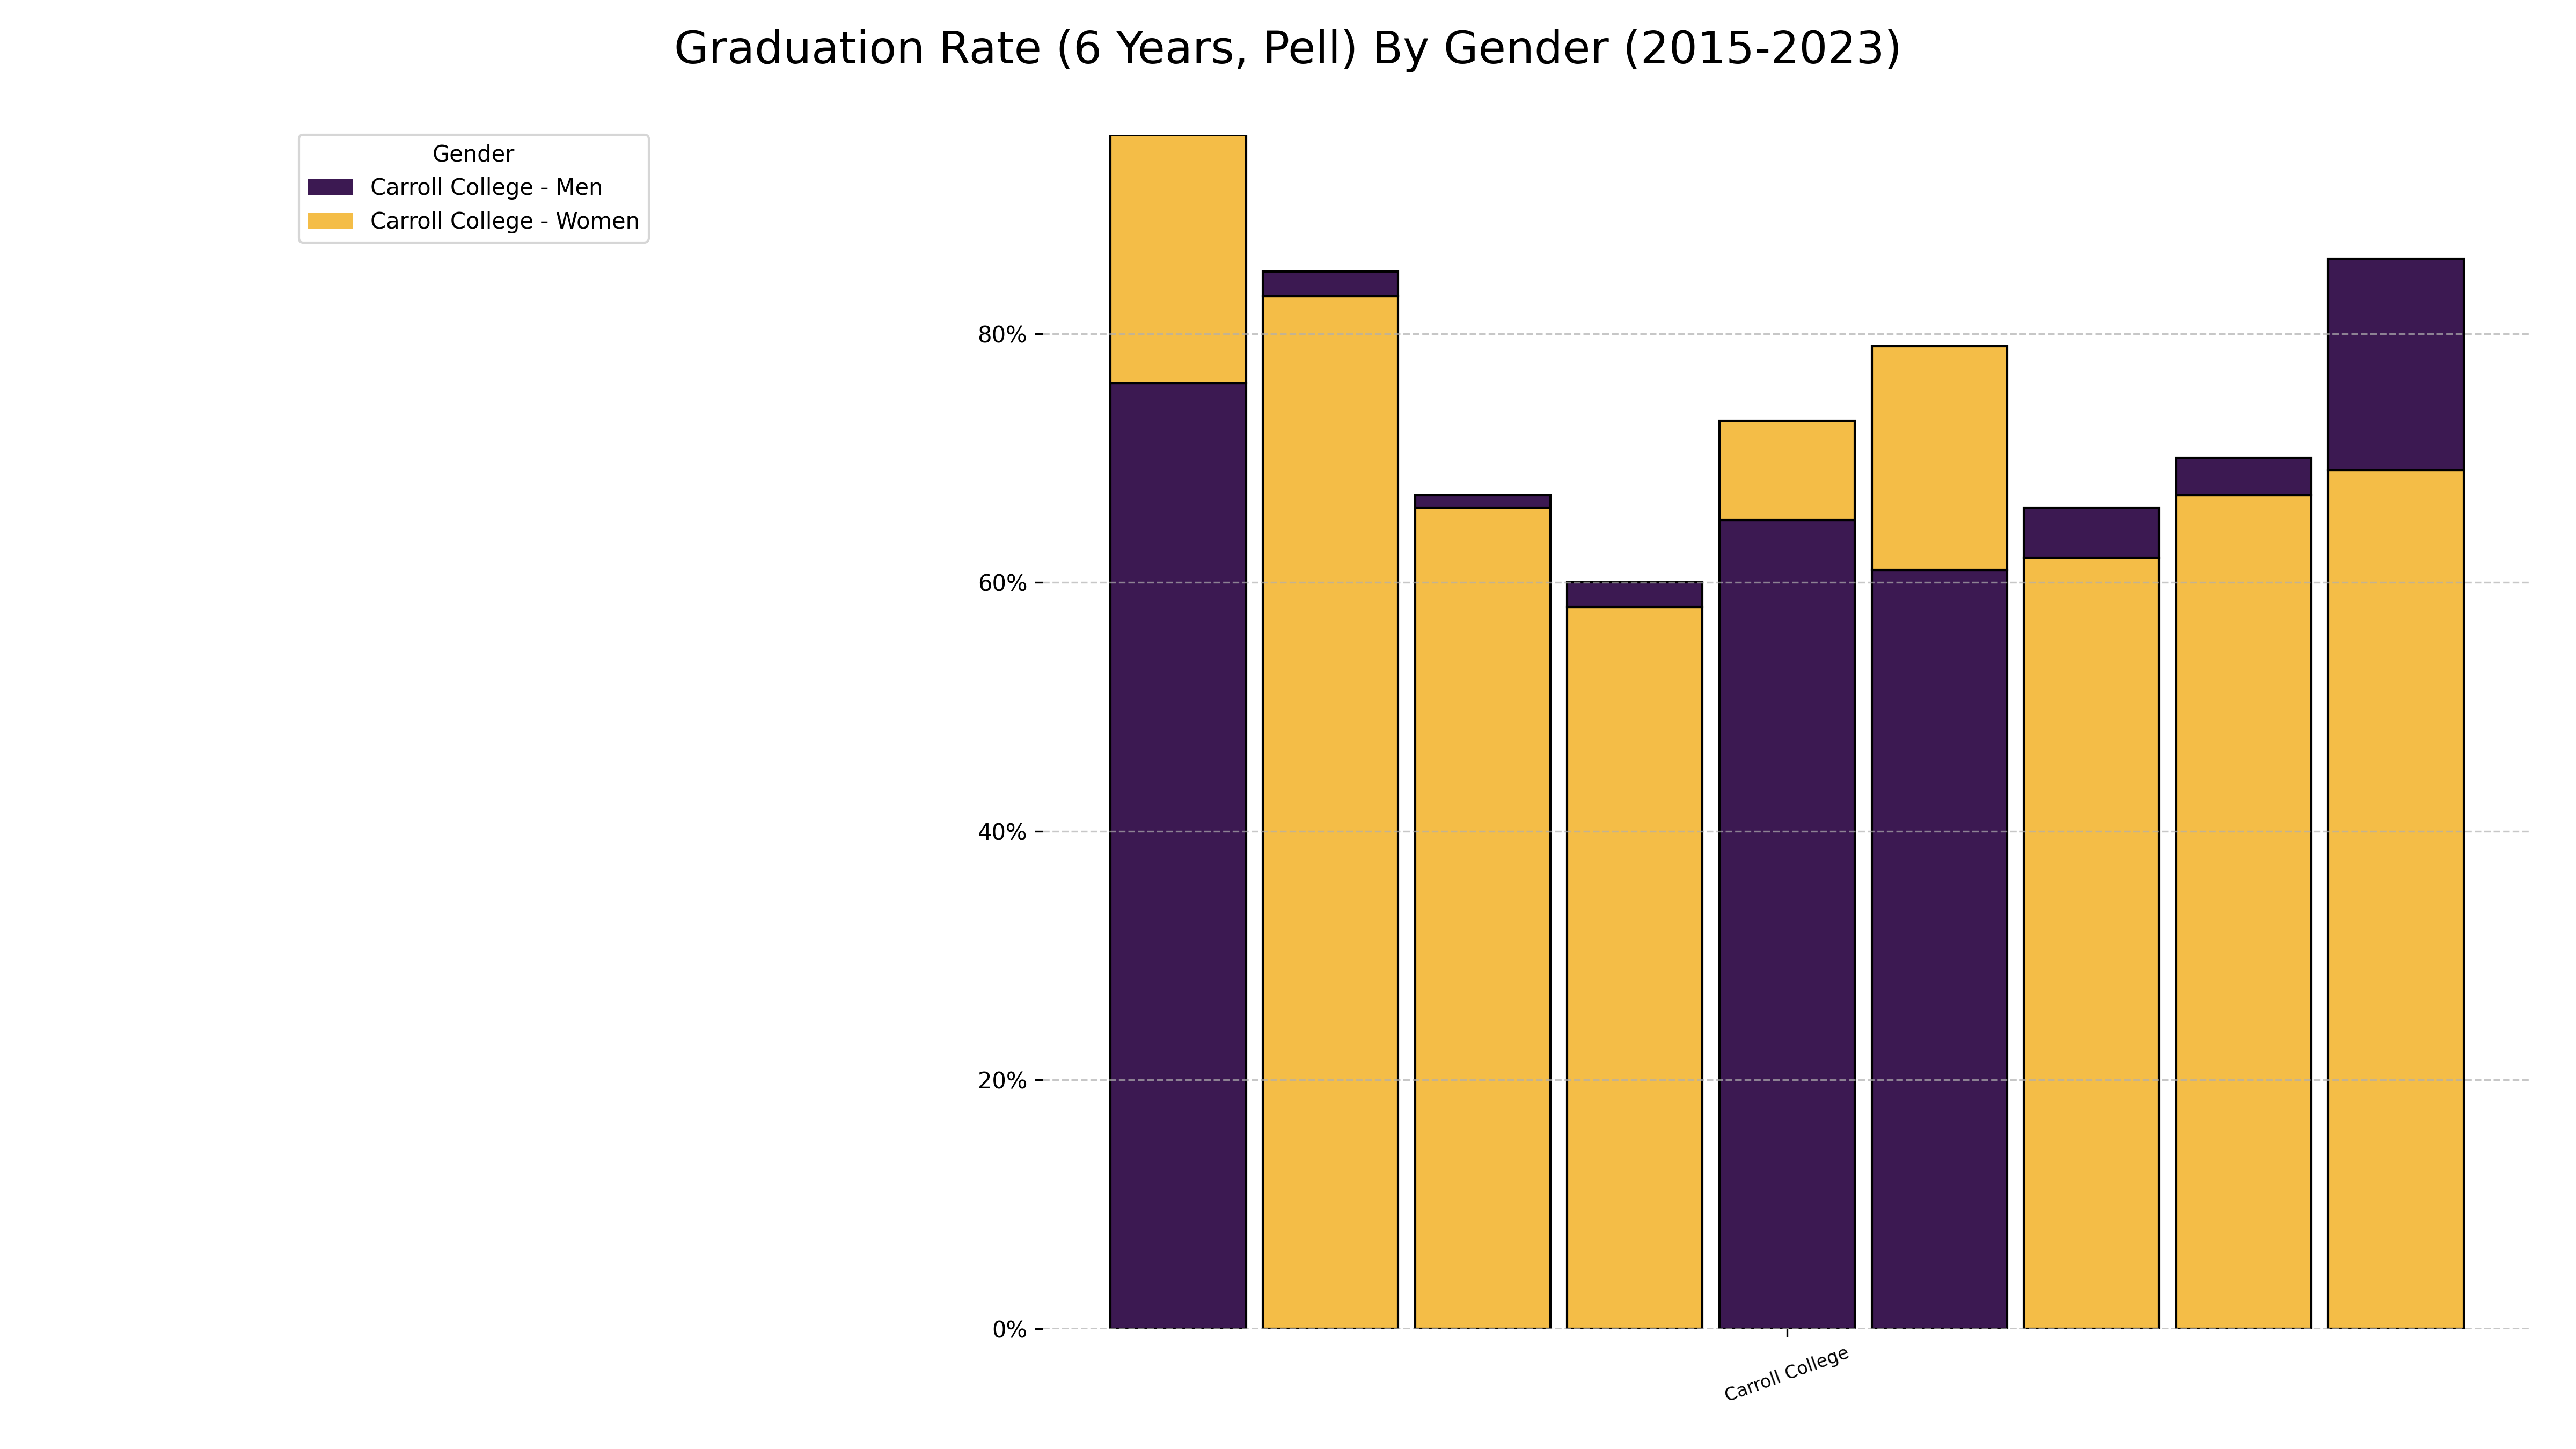 Graduation Rate (6 Years, Pell) By Gender (2015-2023)
Gender
Carroll College - Men
Carroll College - Women
80%
60%
40%
20%
0%
Carroll College